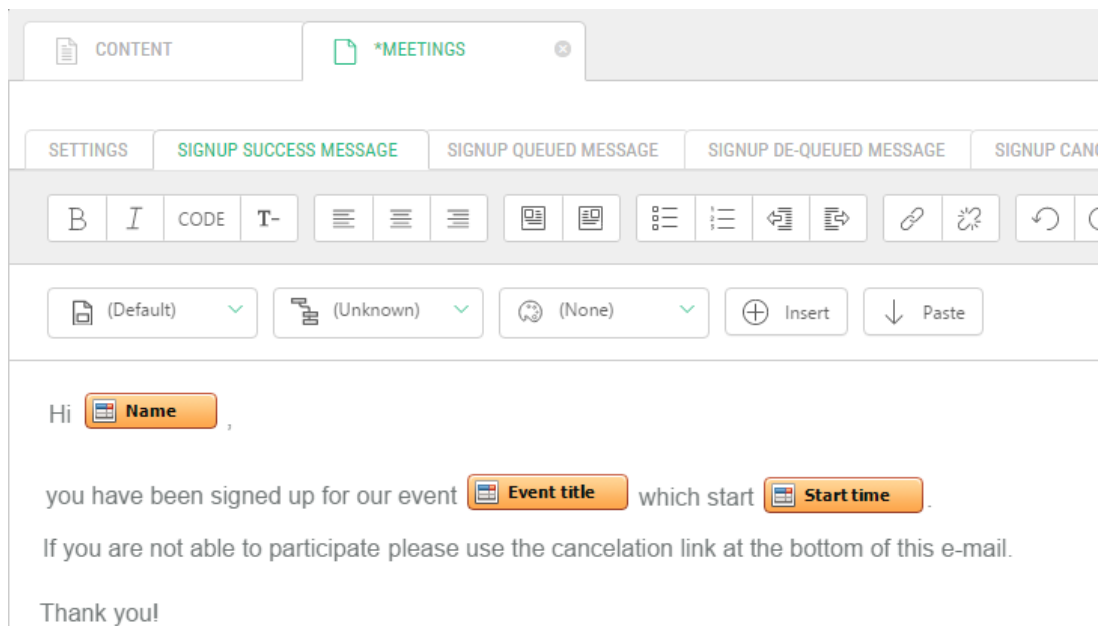 CONTENT *MEETINGS
SETTINGS SIGNUP SUCCESS MESSAGE SIGNUP QUEUED MESSAGE SIGNUP DE-QUEUED MESSAGE SIGNUP CANC
B I CODE T-
(Default) (Unknown) (None) Insert Paste
Hi Name ,
you have been signed up for our event Event title which start Start time .
If you are not able to participate please use the cancelation link at the bottom of this e-mail.
Thank you!